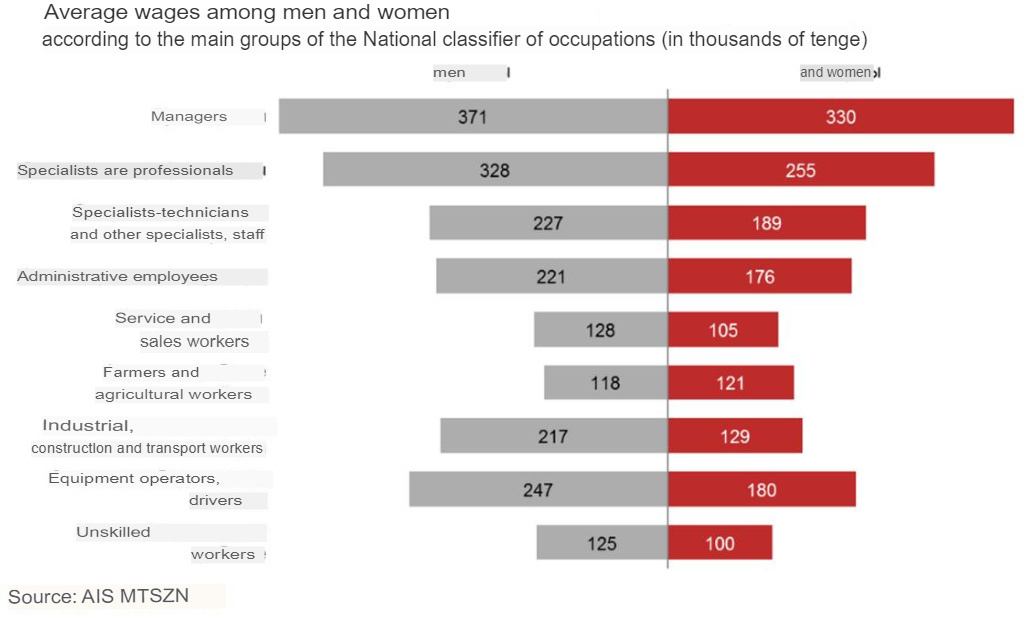 Average wages among men and women
according to the main groups of the National classifier of occupations (in thousands of tenge)
men and women
Managers 371 330
Specialists are professionals 328 255
Specialists-technicians
and other specialists, staff 227 189
Administrative employees 221 176
Service and
sales workers 128 105
Farmers and
agricultural workers 118 121
Industrial,
construction and transport workers 217 129
Equipment operators,
drivers 247 180
Unskilled
workers 125 100
Source: AIS MTSZN